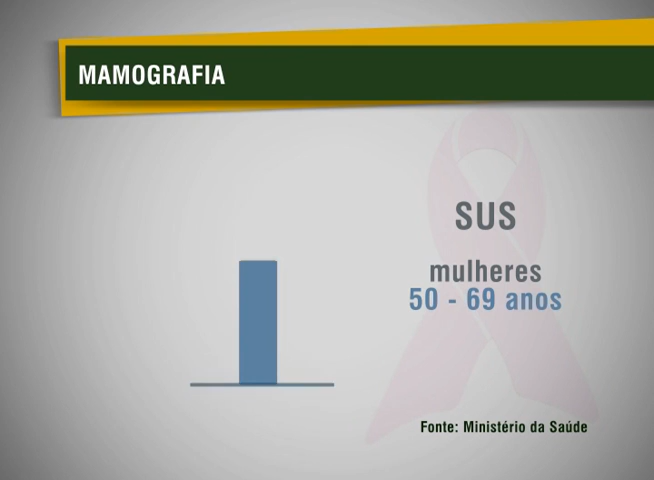 MAMOGRAFIA
SUS
mulheres
50 - 69 anos
Fonte: Ministério da Saúde